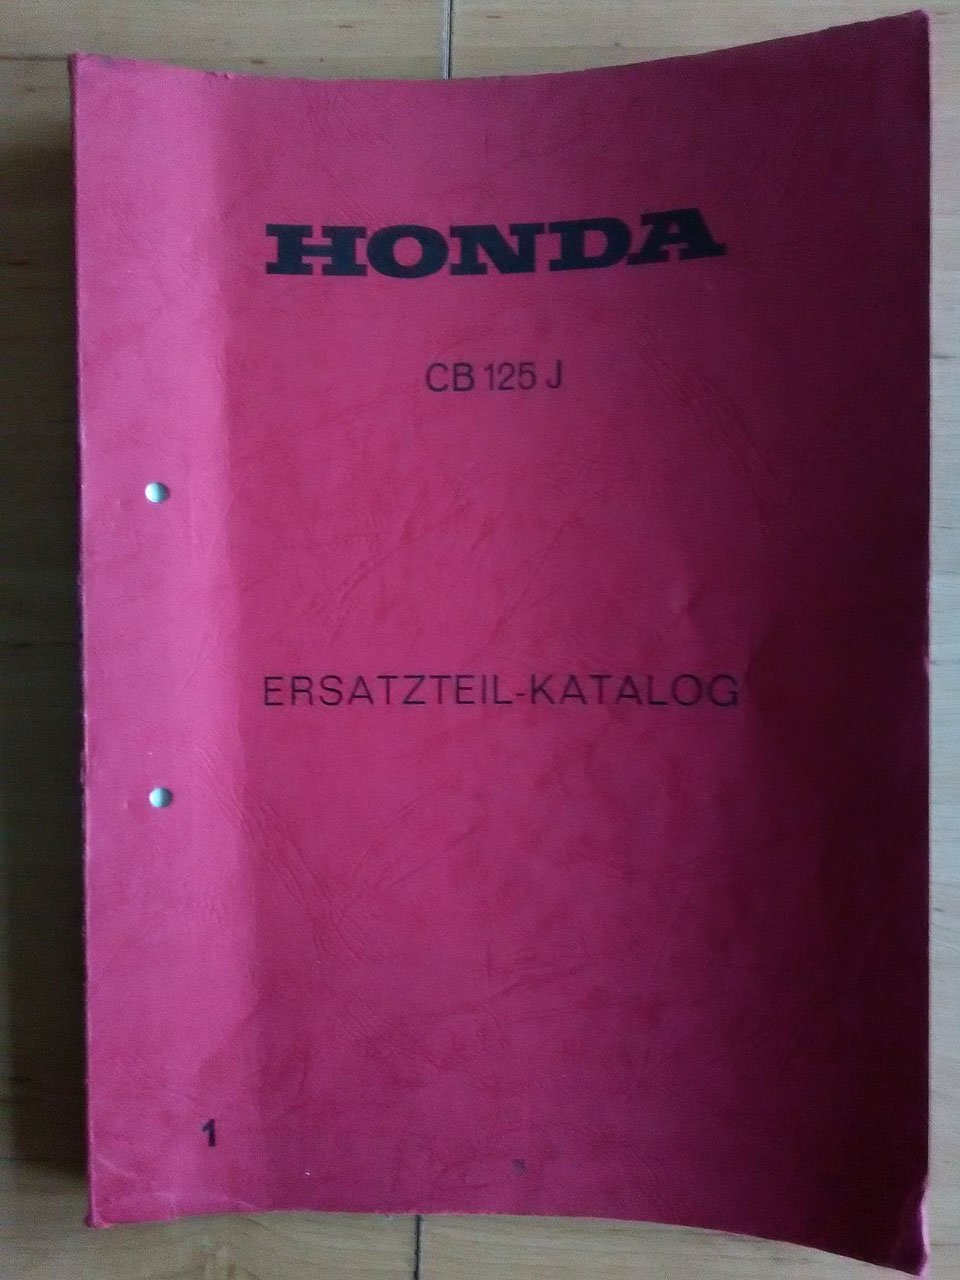 HONDA
CB 125 J
ERSATZTEIL-KATALOG
1